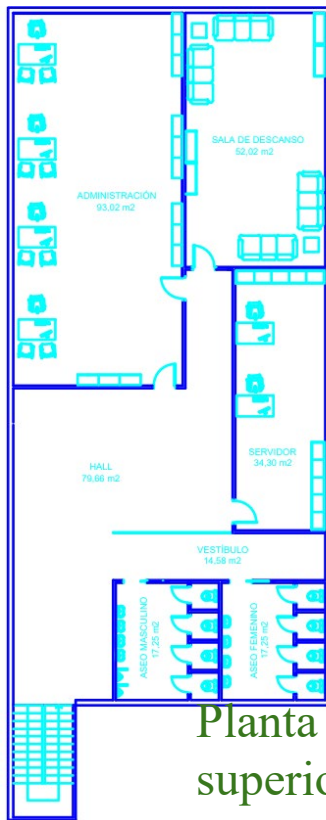 SALA DE DESCANSO
52,02 m2
ADMINISTRACIÓN
93,02 m2
SERVIDOR
34,30 m2
HALL
79,66 m2
VESTÍBULO
14,58 m2
ASEO MASCULINO
17,25 m2
ASEO FEMENINO
17,25 m2
Planta
superio